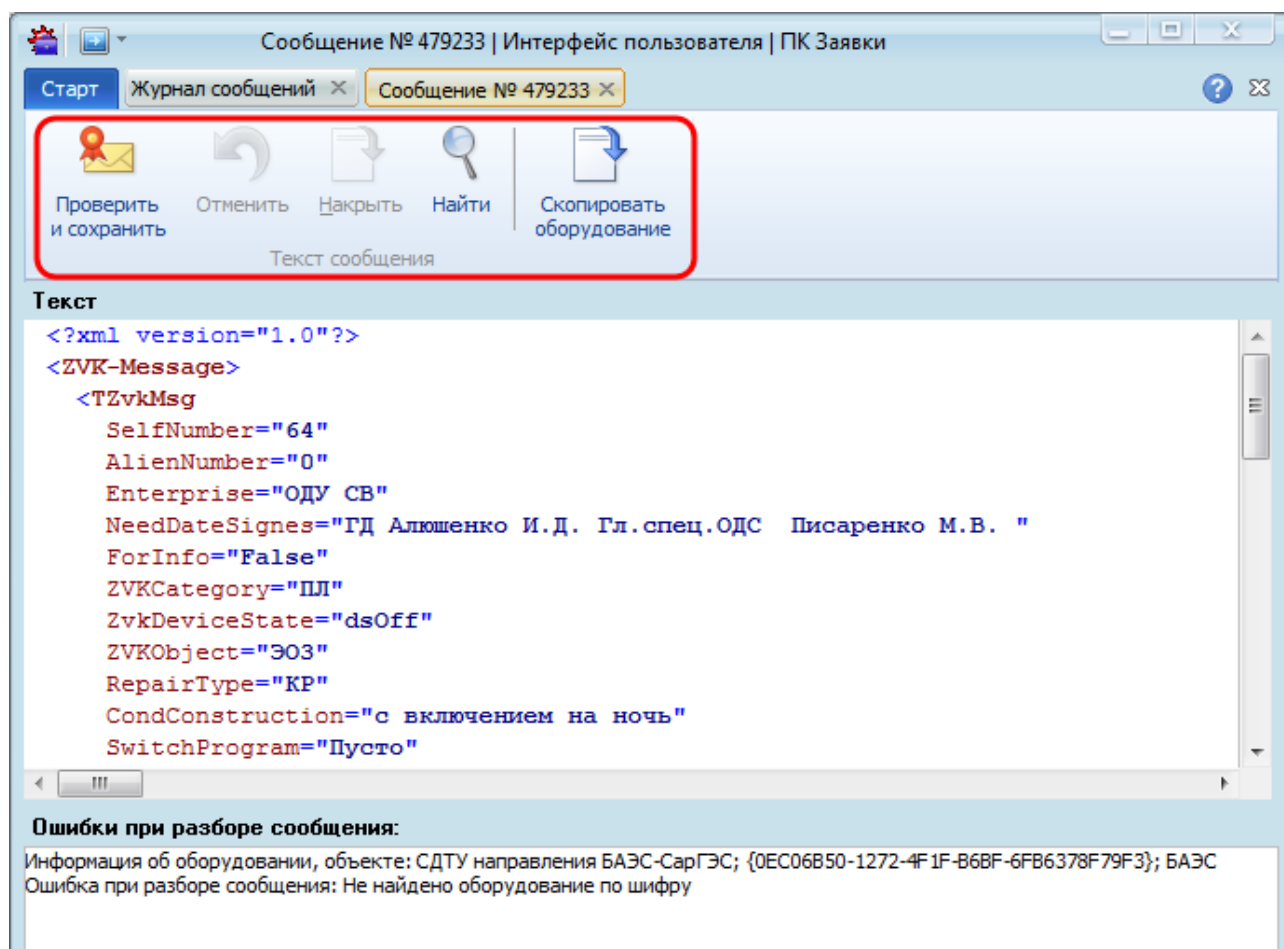 Сообщение № 479233 | Интерфейс пользователя | ПК Заявки
Старт Журнал сообщений Сообщение № 479233
Проверить и сохранить Отменить Накрыть Найти Скопировать оборудование
Текст сообщения
Текст
<?xml version="1.0"?>
<ZVK-Message>
<TZvkMsg
SelfNumber="64"
AlienNumber="0"
Enterprise="ОДУ СВ"
NeedDateSignes="ГД Алюшенко И.Д. Гл.спец.ОДС  Писаренко М.В. "
ForInfo="False"
ZVKCategory="ПЛ"
ZvkDeviceState="dsOff"
ZVKObject="ЭОЗ"
RepairType="КР"
CondConstruction="с включением на ночь"
SwitchProgram="Пусто"
Ошибки при разборе сообщения:
Информация об оборудовании, объекте: СДТУ направления БАЭС-СарГЭС; {0EC06B50-1272-4F1F-B6BF-6FB6378F79F3}; БАЭС
Ошибка при разборе сообщения: Не найдено оборудование по шифру